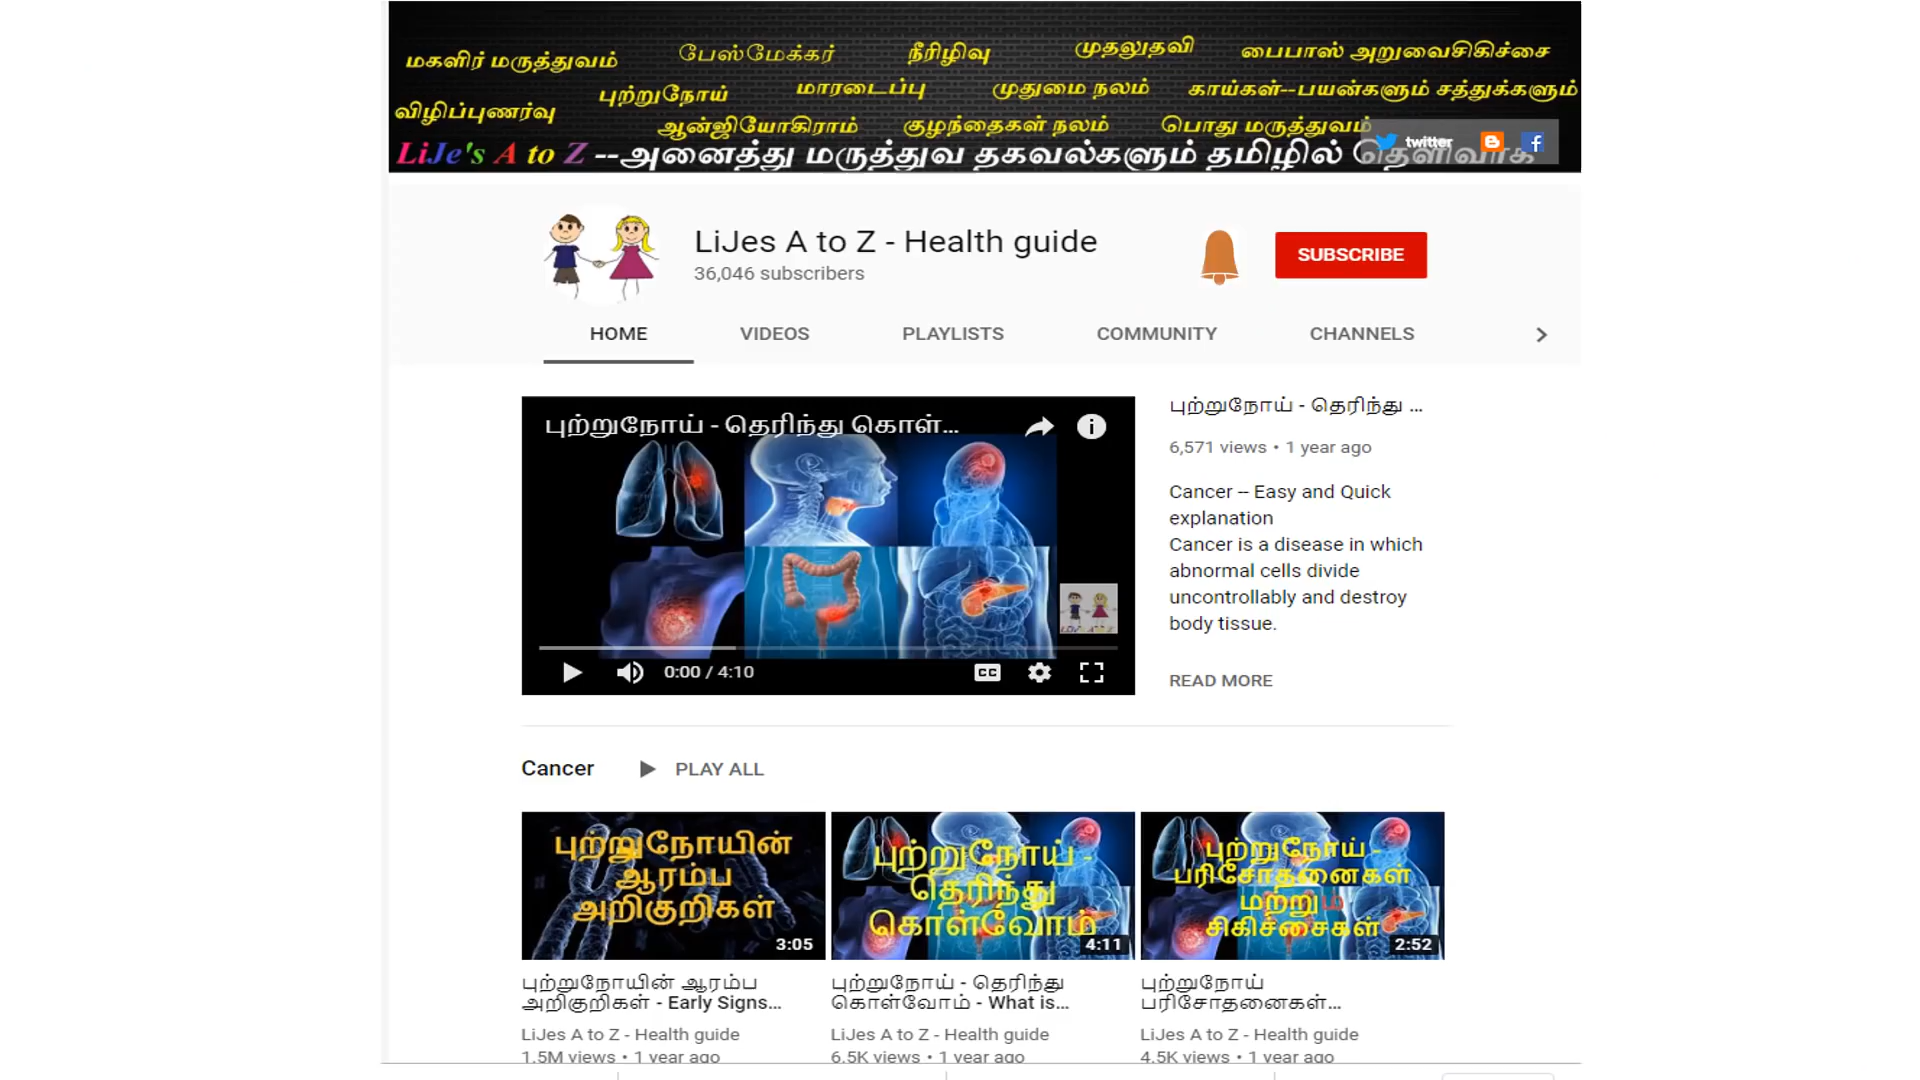 மகளிர் மருத்துவம் பேஸ்மேக்கர் நீரிழிவு முதலுதவி பைபாஸ் அறுவைசிகிச்சை
புற்றுநோய் மாரடைப்பு முதுமை நலம் காய்கள்--பயன்களும் சத்துக்களும்
விழிப்புணர்வு
ஆன்ஜியோகிராம் குழந்தைகள் நலம் பொது மருத்துவம்
twitter
LiJe's A to Z --அனைத்து மருத்துவ தகவல்களும் தமிழில் தெளிவாக
LiJes A to Z - Health guide
36,046 subscribers
SUBSCRIBE
HOME VIDEOS PLAYLISTS COMMUNITY CHANNELS
புற்றுநோய் - தெரிந்து கொள்...
0:00 / 4:10
CC
புற்றுநோய் - தெரிந்து ...
6,571 views • 1 year ago
Cancer -- Easy and Quick
explanation
Cancer is a disease in which
abnormal cells divide
uncontrollably and destroy
body tissue.
READ MORE
Cancer PLAY ALL
புற்றுநோயின்
ஆரம்ப
அறிகுறிகள்
3:05
புற்றுநோய் -
தெரிந்து
கொள்வோம்
4:11
புற்றுநோய் -
பரிசோதனைகள்
மற்றும்
சிகிச்சைகள்
2:52
புற்றுநோயின் ஆரம்ப
அறிகுறிகள் - Early Signs...
LiJes A to Z - Health guide
1.5M views • 1 year ago
புற்றுநோய் - தெரிந்து
கொள்வோம் - What is...
LiJes A to Z - Health guide
6.5K views • 1 year ago
புற்றுநோய்
பரிசோதனைகள்...
LiJes A to Z - Health guide
4.5K views • 1 year ago